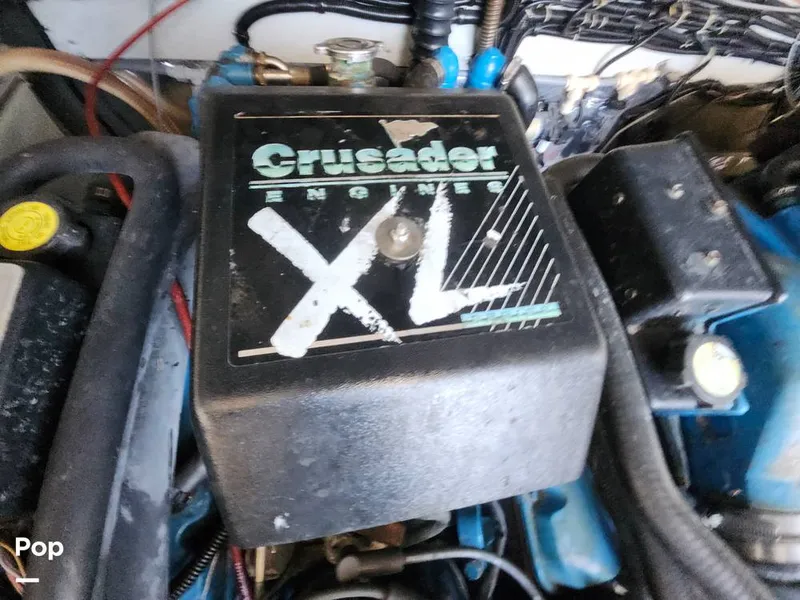 Crusader
ENGINES
XL
Pop